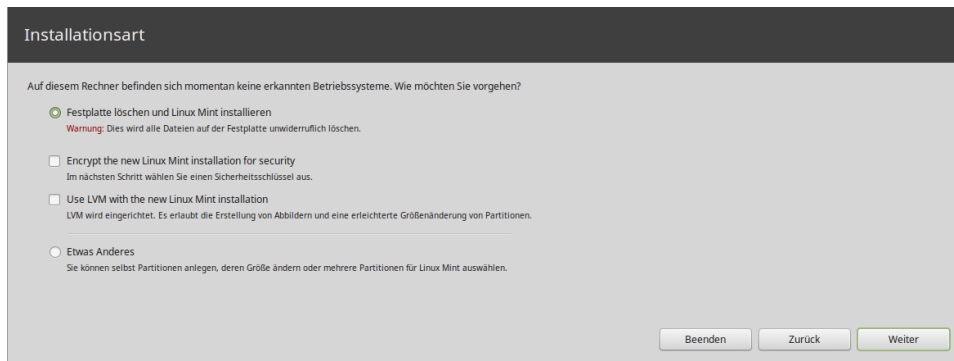 Installationsart
Auf diesem Rechner befinden sich momentan keine erkannten Betriebssysteme. Wie möchten Sie vorgehen?
Festplatte löschen und Linux Mint installieren
Warnung: Dies wird alle Dateien auf der Festplatte unwiderruflich löschen.
Encrypt the new Linux Mint installation for security
Im nächsten Schritt wählen Sie einen Sicherheitsschlüssel aus.
Use LVM with the new Linux Mint installation
LVM wird eingerichtet. Es erlaubt die Erstellung von Abbildern und eine erleichterte Größenänderung von Partitionen.
Etwas Anderes
Sie können selbst Partitionen anlegen, deren Größe ändern oder mehrere Partitionen für Linux Mint auswählen.
Beenden Zurück Weiter